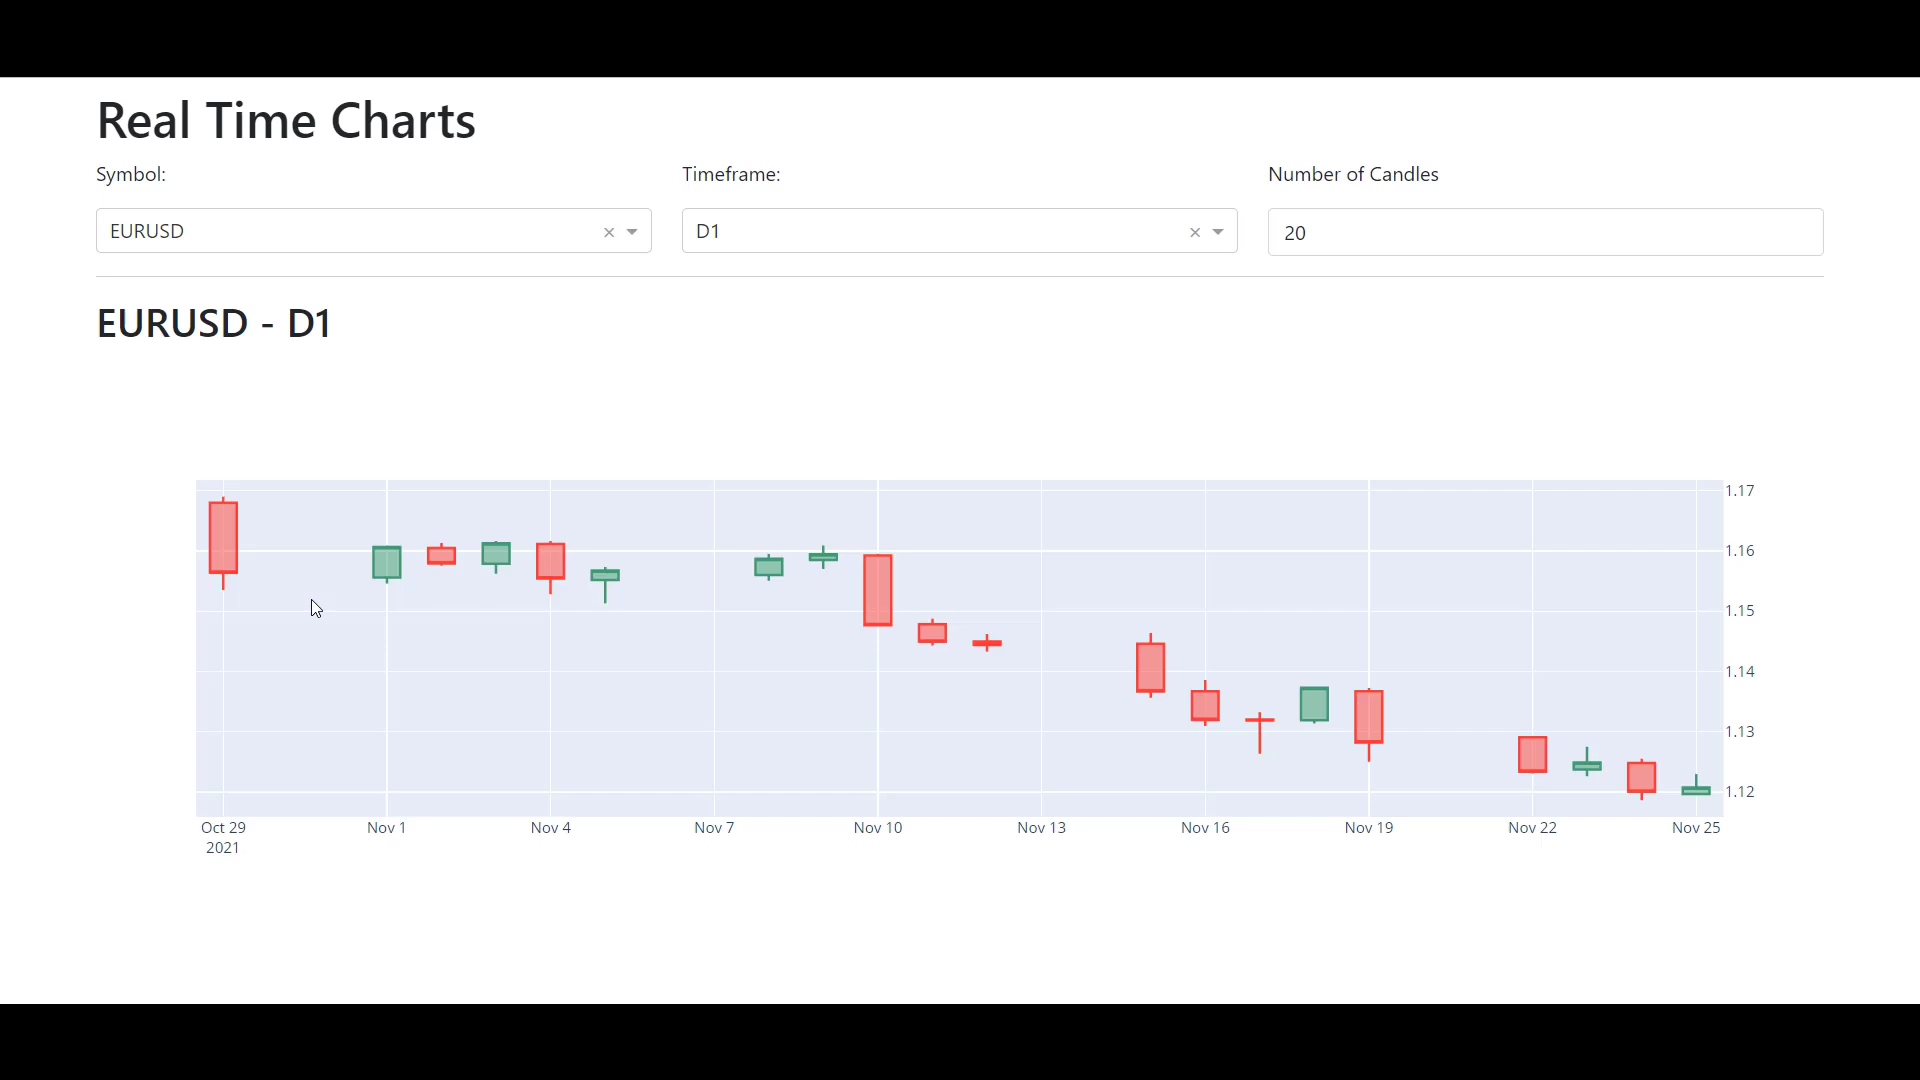 Real Time Charts
Symbol:
Timeframe:
Number of Candles
EURUSD
D1
20
EURUSD - D1
1.17
1.16
1.15
1.14
1.13
1.12
Oct 29
2021
Nov 1
Nov 4
Nov 7
Nov 10
Nov 13
Nov 16
Nov 19
Nov 22
Nov 25